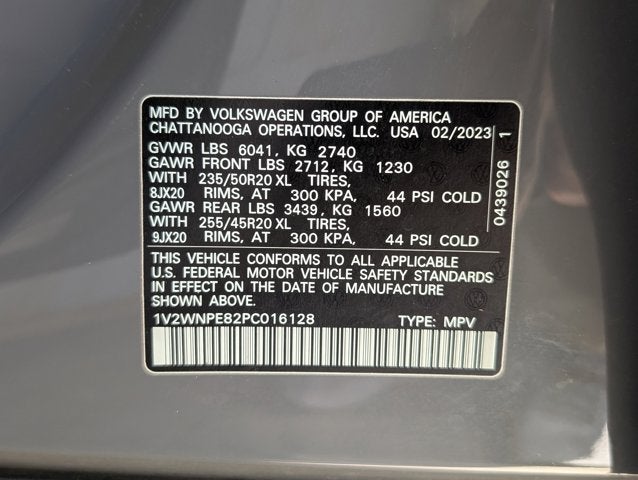 MFD BY VOLKSWAGEN GROUP OF AMERICA
CHATTANOOGA OPERATIONS, LLC. USA 02/2023
GVWR LBS 6041, KG 2740
GAWR FRONT LBS 2712, KG 1230
WITH 235/50R20 XL TIRES,
8JX20 RIMS, AT 300 KPA, 44 PSI COLD
GAWR REAR LBS 3439, KG 1560
WITH 255/45R20 XL TIRES,
9JX20 RIMS, AT 300 KPA, 44 PSI COLD
THIS VEHICLE CONFORMS TO ALL APPLICABLE
U.S. FEDERAL MOTOR VEHICLE SAFETY STANDARDS
IN EFFECT ON THE DATE OF MANUFACTURE
SHOWN ABOVE.
1V2WNPE82PC016128 TYPE: MPV
0439026 1